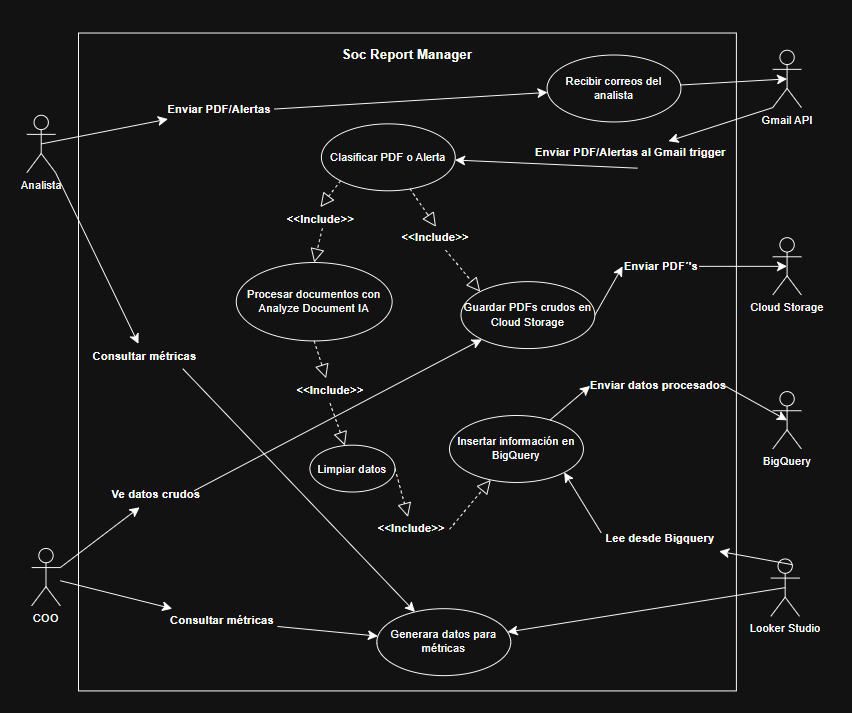 Soc Report Manager
Recibir correos del
analista
Enviar PDF/Alertas
Gmail API
Enviar PDF/Alertas al Gmail trigger
Clasificar PDF o Alerta
Analista
<<Include>>
<<Include>>
Enviar PDF´'s
Procesar documentos con
Analyze Document IA
Guardar PDFs crudos en
Cloud Storage
Cloud Storage
Consultar métricas
<<Include>>
Enviar datos procesados
Insertar información en
BigQuery
BigQuery
Limpiar datos
Ve datos crudos
<<Include>>
Lee desde Bigquery
COO
Consultar métricas
Generara datos para
métricas
Looker Studio